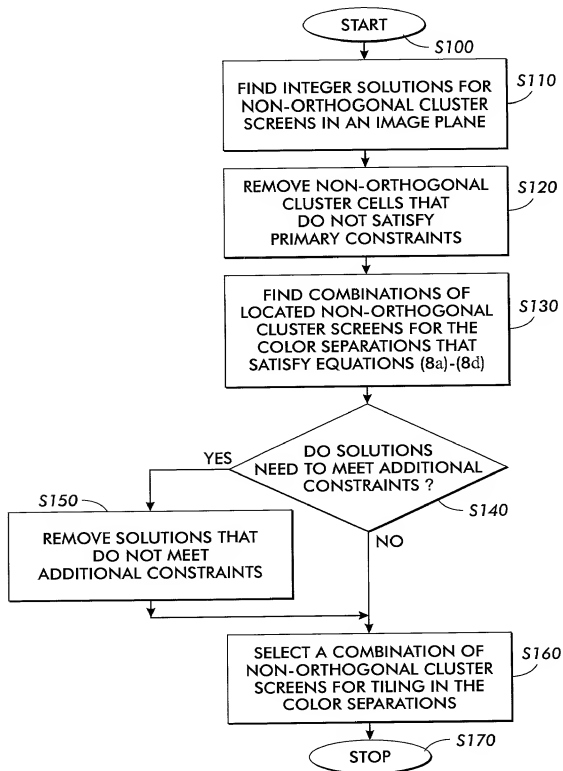 START
S100
FIND INTEGER SOLUTIONS FOR
NON-ORTHOGONAL CLUSTER
SCREENS IN AN IMAGE PLANE
S110
REMOVE NON-ORTHOGONAL
CLUSTER CELLS THAT
DO NOT SATISFY
PRIMARY CONSTRAINTS
S120
FIND COMBINATIONS OF
LOCATED NON-ORTHOGONAL
CLUSTER SCREENS FOR THE
COLOR SEPARATIONS THAT
SATISFY EQUATIONS (8a)-(8d)
S130
DO SOLUTIONS
NEED TO MEET ADDITIONAL
CONSTRAINTS ?
S140
YES
S150
REMOVE SOLUTIONS THAT
DO NOT MEET
ADDITIONAL CONSTRAINTS
NO
SELECT A COMBINATION OF
NON-ORTHOGONAL CLUSTER
SCREENS FOR TILING IN THE
COLOR SEPARATIONS
S160
STOP
S170